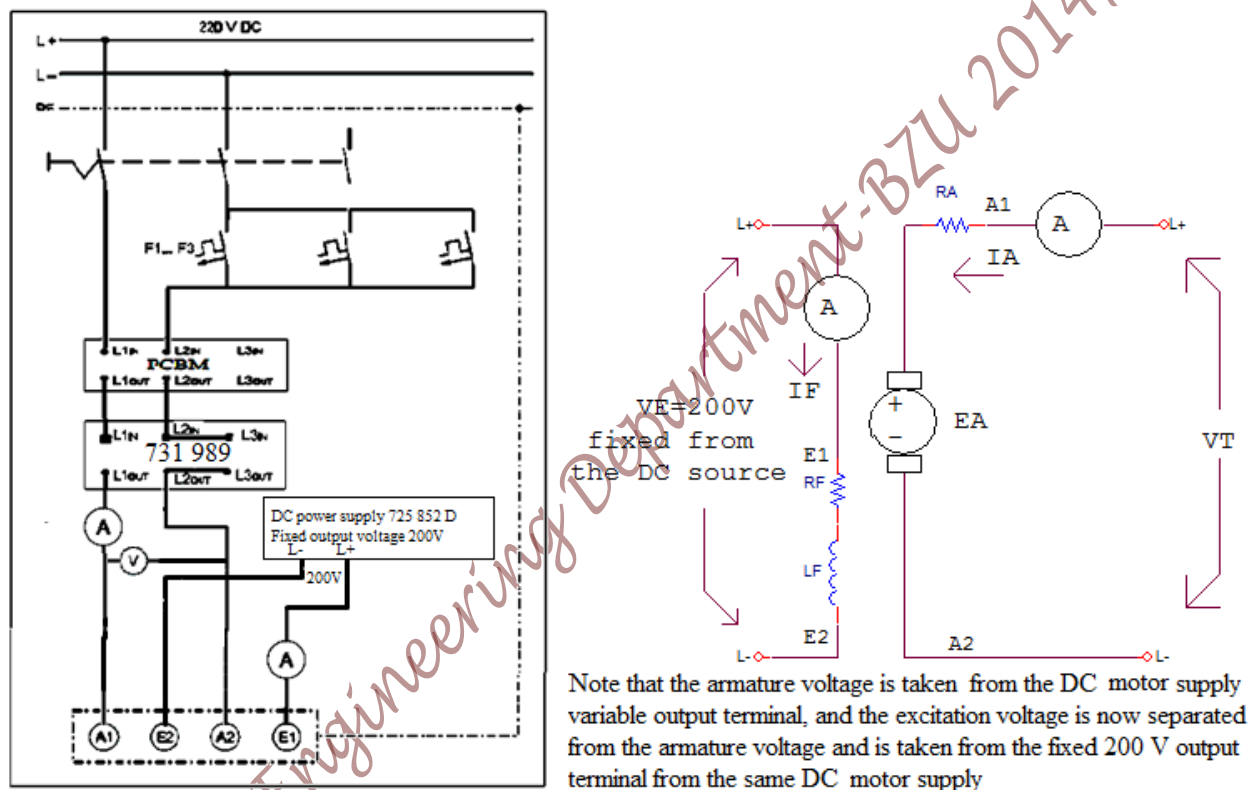 220 V DC
L+
L-
F1... F3
L1IN L2IN L3IN
PCBM
L1OUT L2OUT L3OUT
L1IN L2IN L3IN
731 989
L1OUT L2OUT L3OUT
A
V
DC power supply 725 852 D
Fixed output voltage 200V
L- L+
200V
A
A1 E2 A2 E1
Engineering Department-BZU 2014
L+
A
IF
VE=200V
fixed from
the DC source
E1
RF
LF
E2
L-
RA
A1
A
L+
IA
+
-
EA
VT
A2
L-
Note that the armature voltage is taken from the DC motor supply
variable output terminal, and the excitation voltage is now separated
from the armature voltage and is taken from the fixed 200 V output
terminal from the same DC motor supply